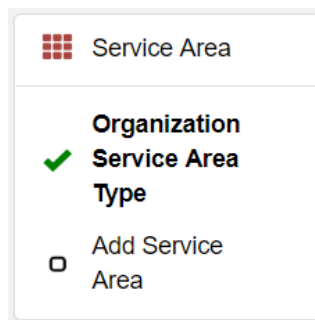 Service Area
Organization
Service Area
Type
Add Service
Area